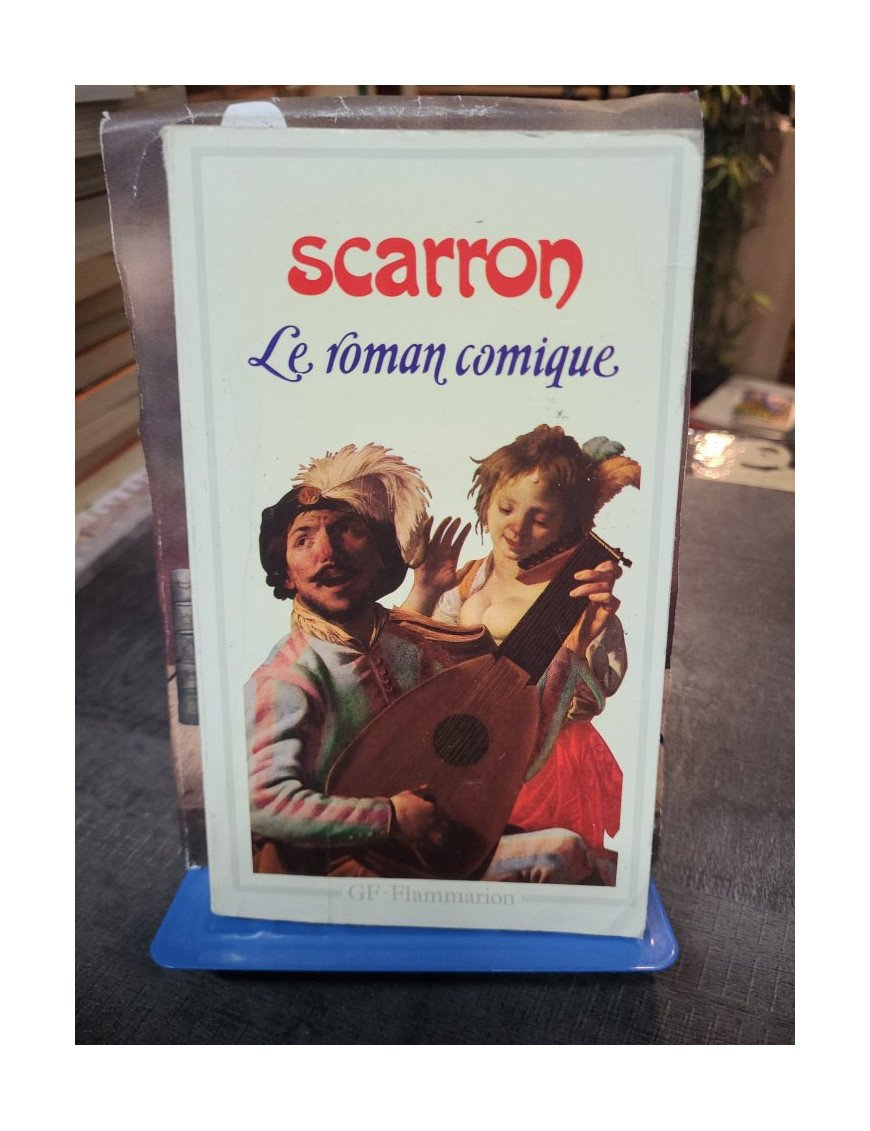 scarron
Le roman comique
GF-Flammarion